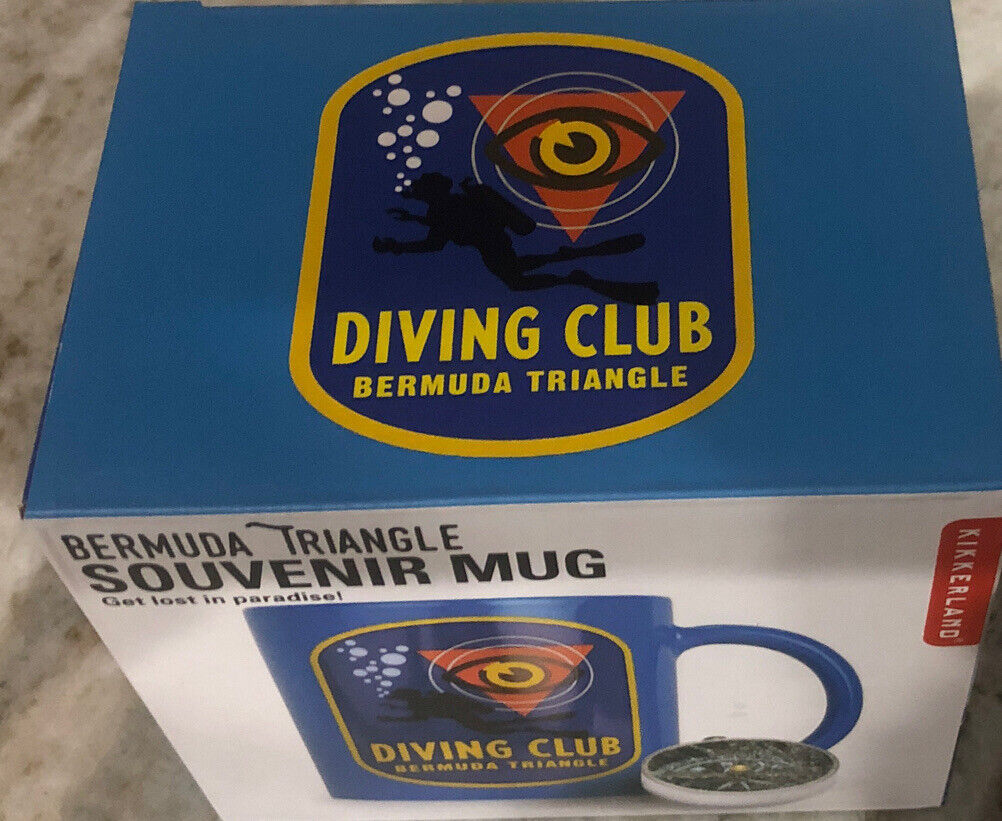 DIVING CLUB
BERMUDA TRIANGLE
BERMUDA TRIANGLE
SOUVENIR MUG
Get lost in paradise!
KIKKERLAND®
DIVING CLUB
BERMUDA TRIANGLE